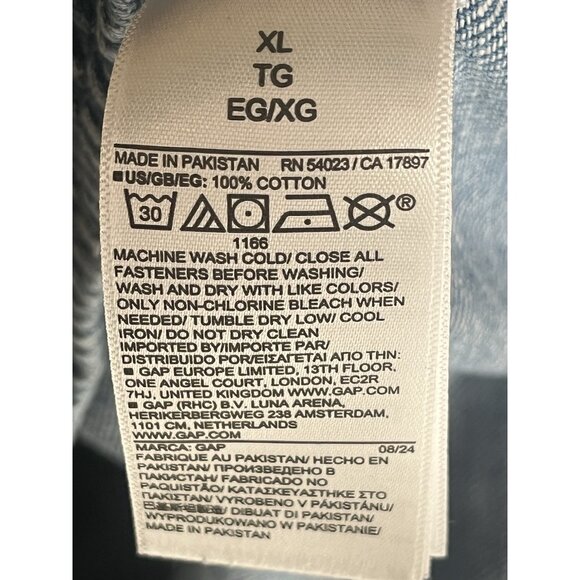 XL
TG
EG/XG
MADE IN PAKISTAN RN 54023 / CA 17897
■ US/GB/EG: 100% COTTON
30 ®
1166
MACHINE WASH COLD/ CLOSE ALL
FASTENERS BEFORE WASHING/
WASH AND DRY WITH LIKE COLORS/
ONLY NON-CHLORINE BLEACH WHEN
NEEDED/ TUMBLE DRY LOW/ COOL
IRON/ DO NOT DRY CLEAN
IMPORTED BY/IMPORTE PAR/
DISTRIBUIDO POR/ΕΙΣΑΓΕΤΑΙ ΑΠΟ ΤΗΝ:
■ GAP EUROPE LIMITED, 13TH FLOOR,
ONE ANGEL COURT, LONDON, EC2R
7HJ, UNITED KINGDOM WWW.GAP.COM
■ GAP (RHC) B.V. LUNA ARENA,
HERIKERBERGWEG 238 AMSTERDAM,
1101 CM, NETHERLANDS
WWW.GAP.COM
MARCA: GAP 08/24
FABRIQUE AU PAKISTAN/ HECHO EN
PAKISTAN/ ПРОИЗВЕДЕНО В
ПАКИСТАН/ FABRICADO NO
PAQUISTÃO/ ΚΑΤΑΣΚΕΥΑΣΤΗΚΕ ΣΤΟ
ΠΑΚΙΣΤΑΝ/ VYROBENO V PÁKISTÁNU/
/ DIBUAT DI PAKISTAN/
WYPRODUKOWANO W PAKISTANIE/
MADE IN PAKISTAN